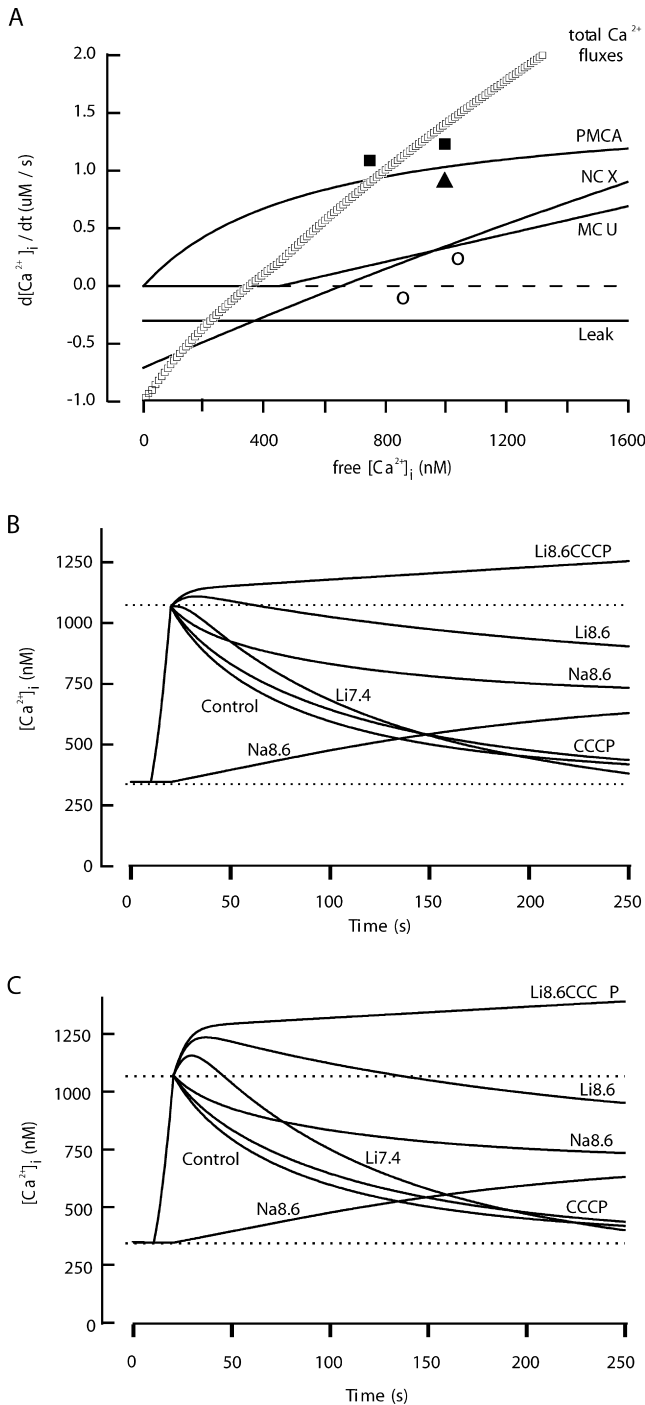 A
total Ca 2+
fluxes
2.0
1.5
1.0
0.5
0.0
-0.5
-1.0
d[Ca 2+ ]i / dt (uM / s)
PMCA
NC X
MC U
Leak
0 400 800 1200 1600
free [Ca2+]i (nM)
B
1250
1000
750
500
250
0
[Ca2+]i (nM)
Li8.6CCCP
Li8.6
Na8.6
Li7.4
Control
Na8.6
CCCP
0 50 100 150 200 250
Time (s)
C
1250
1000
750
500
250
0
[Ca2+]i (nM)
Li8.6CCC P
Li8.6
Na8.6
Li7.4
Control
Na8.6
CCCP
0 50 100 150 200 250
Time (s)